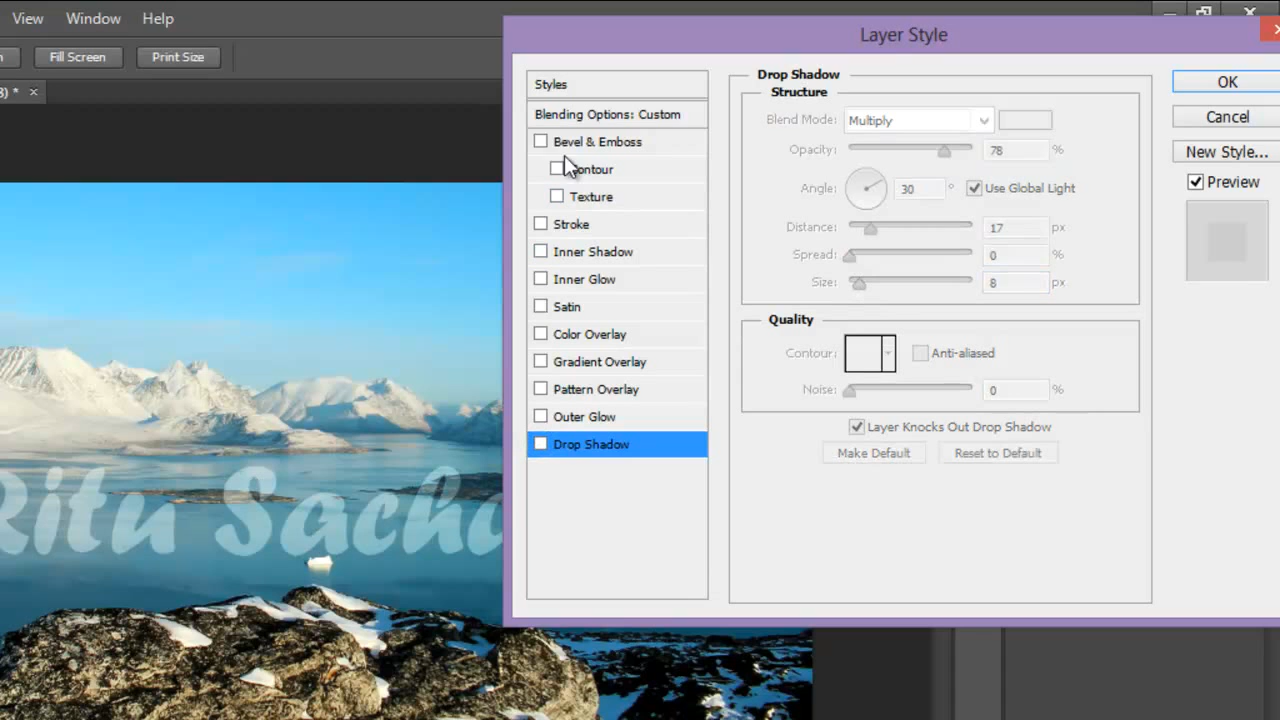 View Window Help
Layer Style
Fill Screen Print Size
Styles
Blending Options: Custom
Bevel & Emboss
Contour
Texture
Stroke
Inner Shadow
Inner Glow
Satin
Color Overlay
Gradient Overlay
Pattern Overlay
Outer Glow
Drop Shadow
Drop Shadow
Structure
Blend Mode: Multiply
Opacity: 78 %
Angle: 30 ° Use Global Light
Distance: 17 px
Spread: 0 %
Size: 8 px
Quality
Contour: Anti-aliased
Noise: 0 %
Layer Knocks Out Drop Shadow
Make Default Reset to Default
OK
Cancel
New Style...
Preview
Ritu